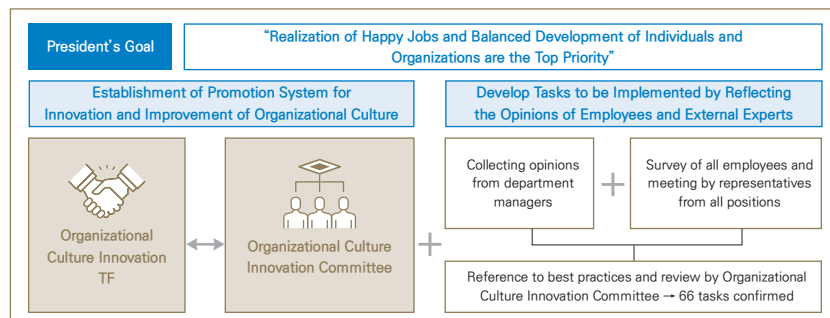 President's Goal
“Realization of Happy Jobs and Balanced Development of Individuals and
Organizations are the Top Priority”
Establishment of Promotion System for
Innovation and Improvement of Organizational Culture
Develop Tasks to be Implemented by Reflecting
the Opinions of Employees and External Experts
Organizational
Culture Innovation
TF
Organizational Culture
Innovation Committee
Collecting opinions
from department
managers
Survey of all employees and
meeting by representatives
from all positions
Reference to best practices and review by Organizational
Culture Innovation Committee → 66 tasks confirmed